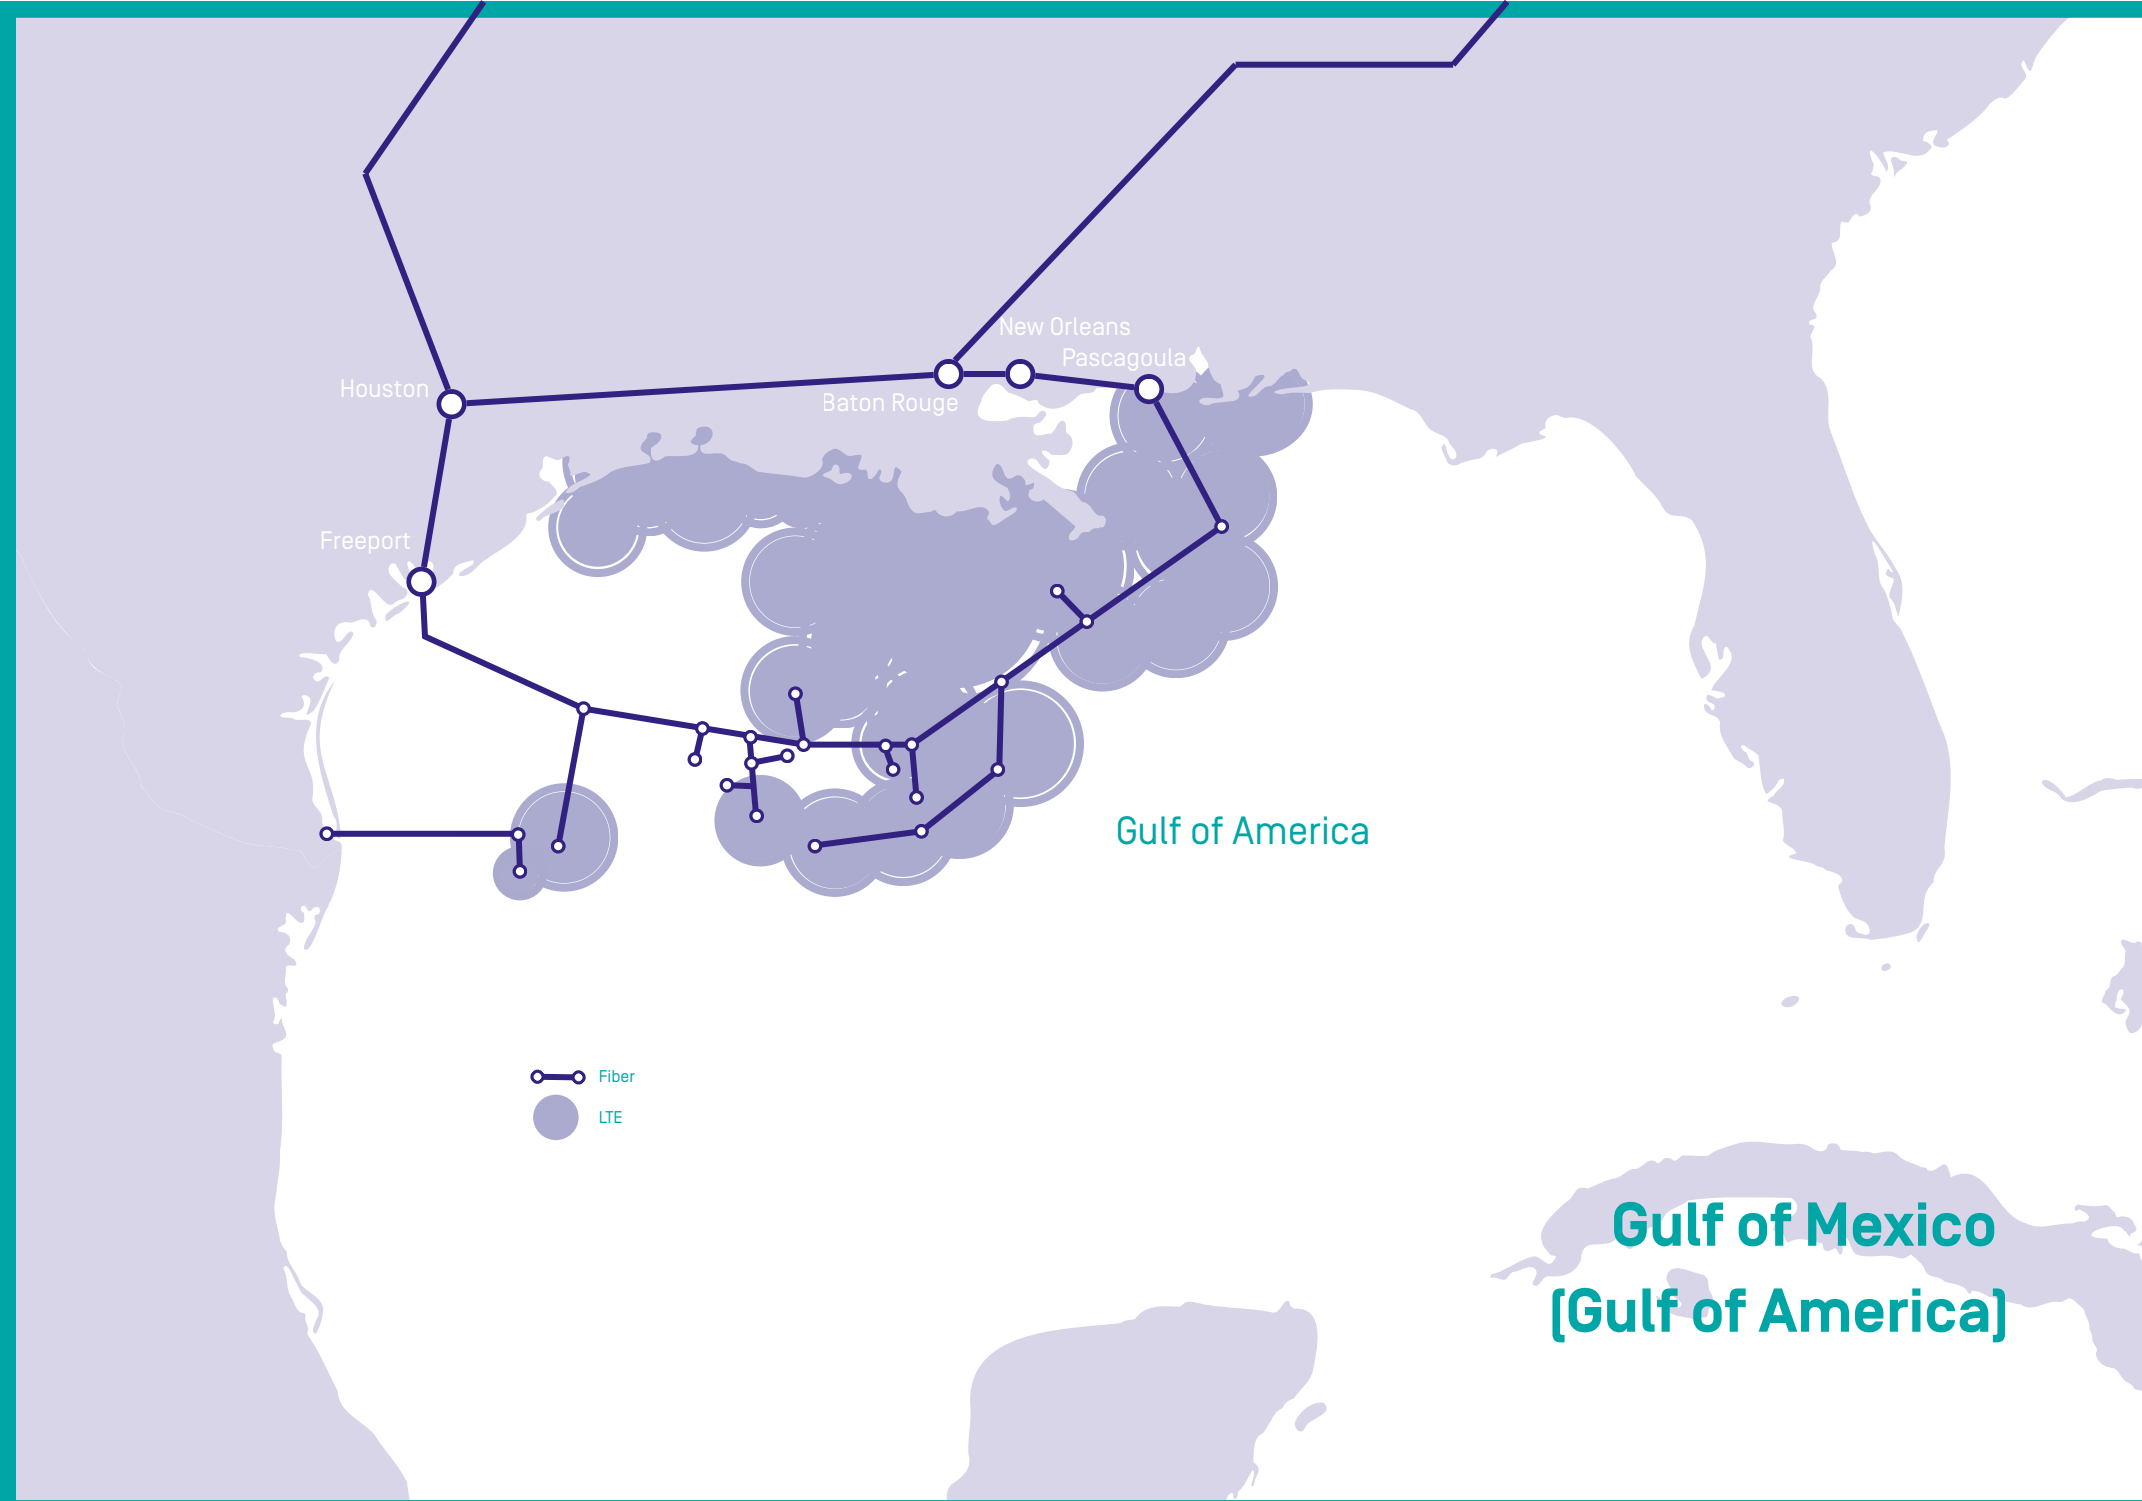 New Orleans
Pascagoula
Houston
Baton Rouge
Freeport
Gulf of America
Fiber
LTE
Gulf of Mexico
(Gulf of America)